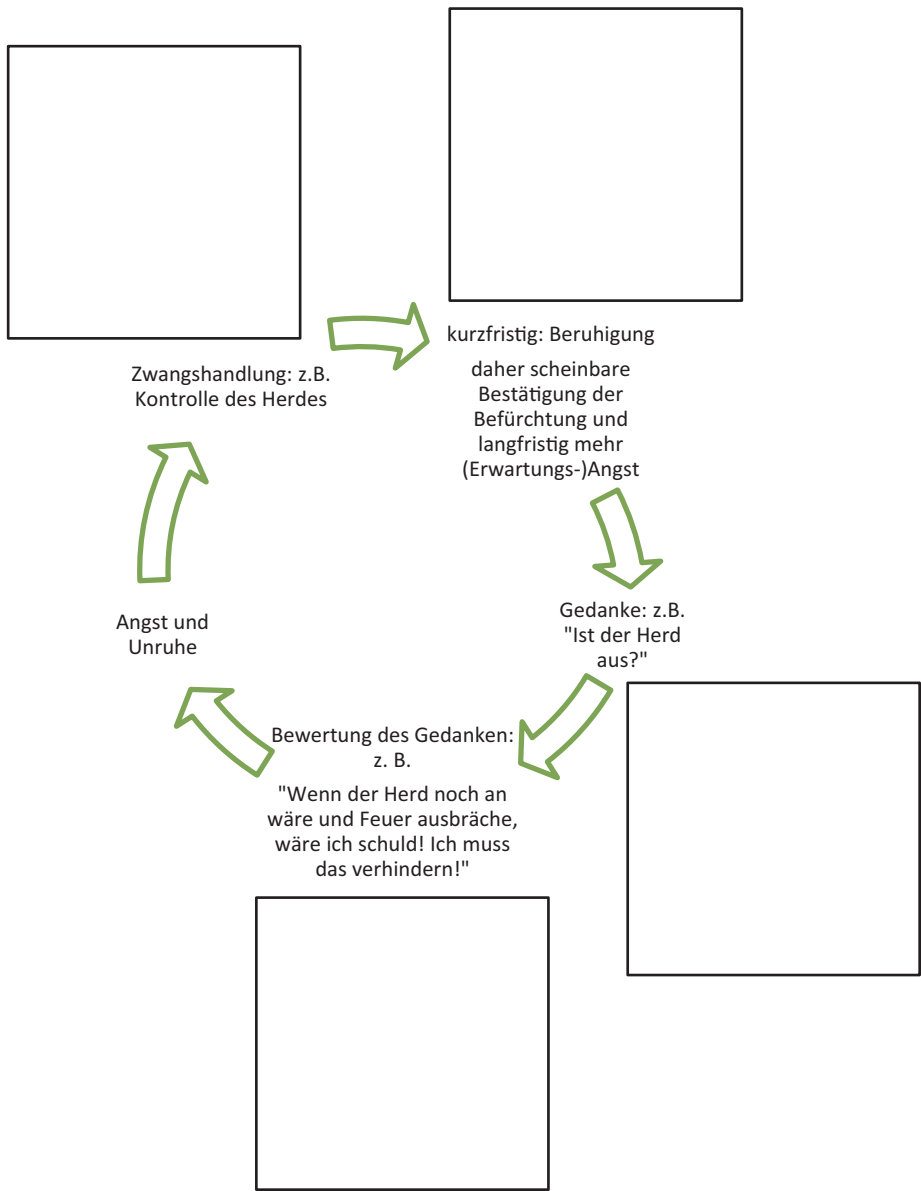 kurzfristig: Beruhigung
daher scheinbare
Bestätigung der
Befürchtung und
langfristig mehr
(Erwartungs-)Angst
Zwangshandlung: z.B.
Kontrolle des Herdes
Gedanke: z.B.
"Ist der Herd
aus?"
Angst und
Unruhe
Bewertung des Gedanken:
z. B.
"Wenn der Herd noch an
wäre und Feuer ausbräche,
wäre ich schuld! Ich muss
das verhindern!"